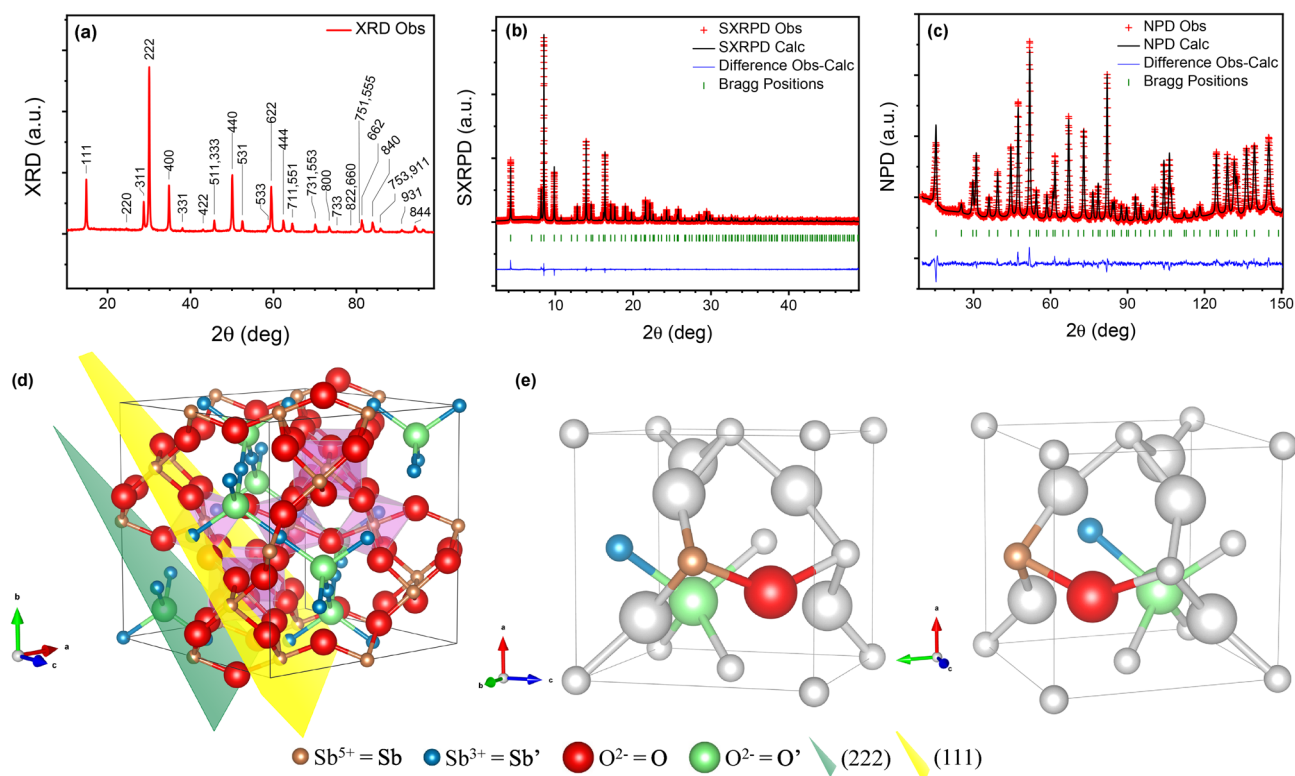 (a)
XRD Obs
XRD (a.u.)
111
220
311
222
400
331
422
511,333
440
531
533
622
444
711,551
731,553
800
733
822,660
751,555
662
840
753,911
931
844
20 40 60 80
2θ (deg)
(b)
SXRPD Obs
SXRPD Calc
Difference Obs-Calc
Bragg Positions
SXRPD (a.u.)
10 20 30 40
2θ (deg)
(c)
NPD Obs
NPD Calc
Difference Obs-Calc
Bragg Positions
NPD (a.u.)
30 60 90 120 150
2θ (deg)
(d)
b
a
c
(e)
a
b
c
a
c
Sb⁵⁺ = Sb Sb³⁺ = Sb' O²⁻ = O O²⁻ = O' (222) (111)